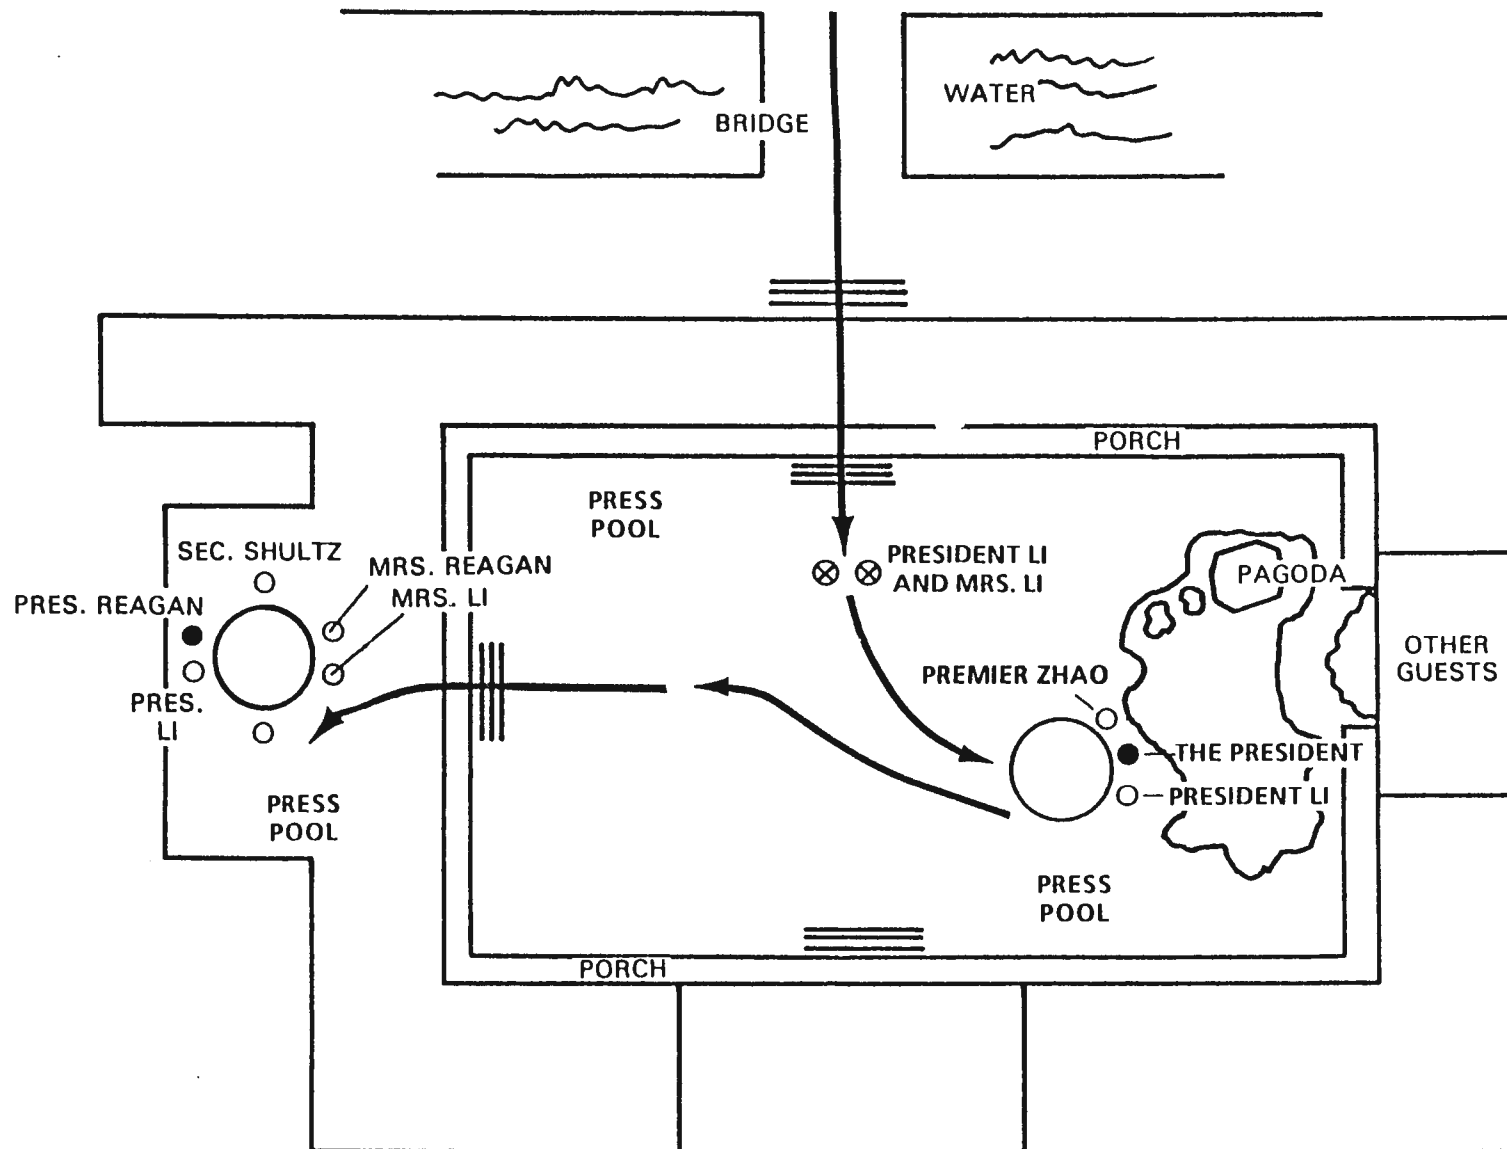 WATER
BRIDGE
PORCH
PRESS
POOL
SEC. SHULTZ
MRS. REAGAN
MRS. LI
PRES. REAGAN
PRES.
LI
PRESIDENT LI
AND MRS. LI
PAGODA
OTHER
GUESTS
PREMIER ZHAO
THE PRESIDENT
PRESIDENT LI
PRESS
POOL
PRESS
POOL
PORCH